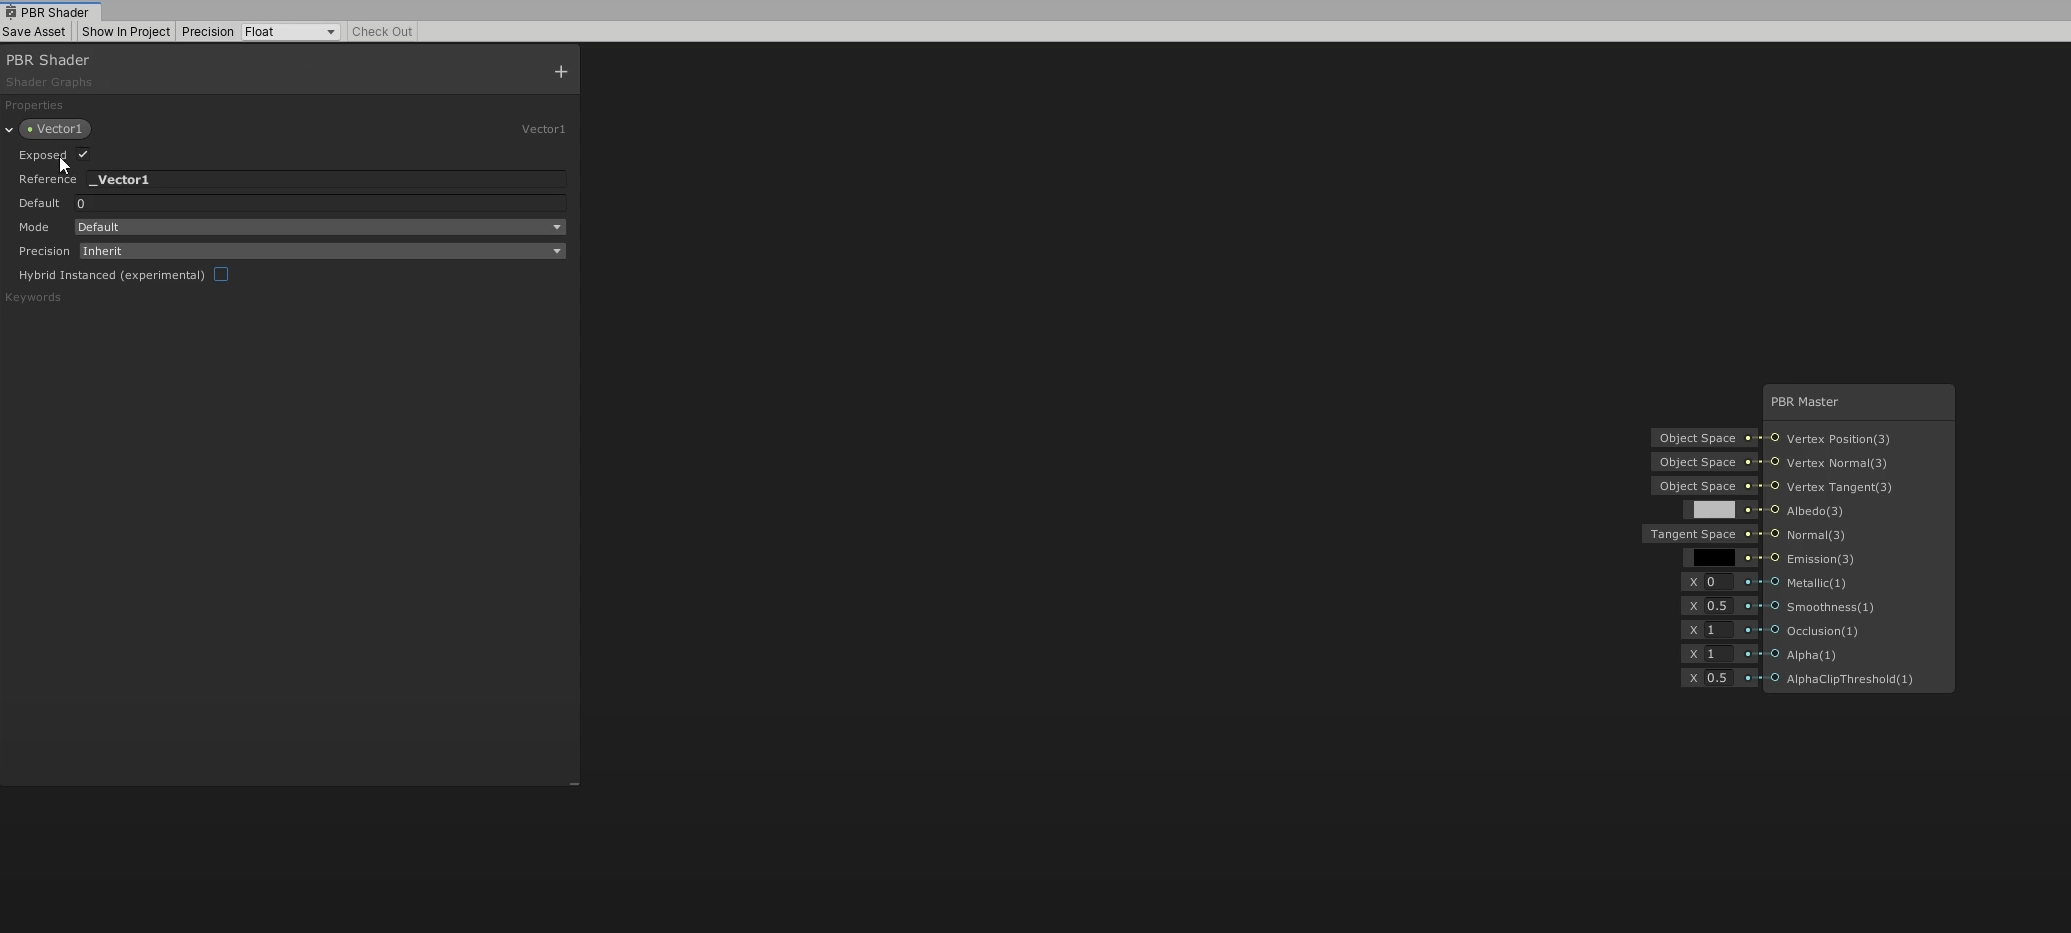 PBR Shader
Save Asset Show In Project Precision Float Check Out
PBR Shader
+
Shader Graphs
Properties
Vector1 Vector1
Exposed
Reference _Vector1
Default 0
Mode Default
Precision Inherit
Hybrid Instanced (experimental)
Keywords
PBR Master
Object Space Vertex Position(3)
Object Space Vertex Normal(3)
Object Space Vertex Tangent(3)
Albedo(3)
Tangent Space Normal(3)
Emission(3)
X 0 Metallic(1)
X 0.5 Smoothness(1)
X 1 Occlusion(1)
X 1 Alpha(1)
X 0.5 AlphaClipThreshold(1)